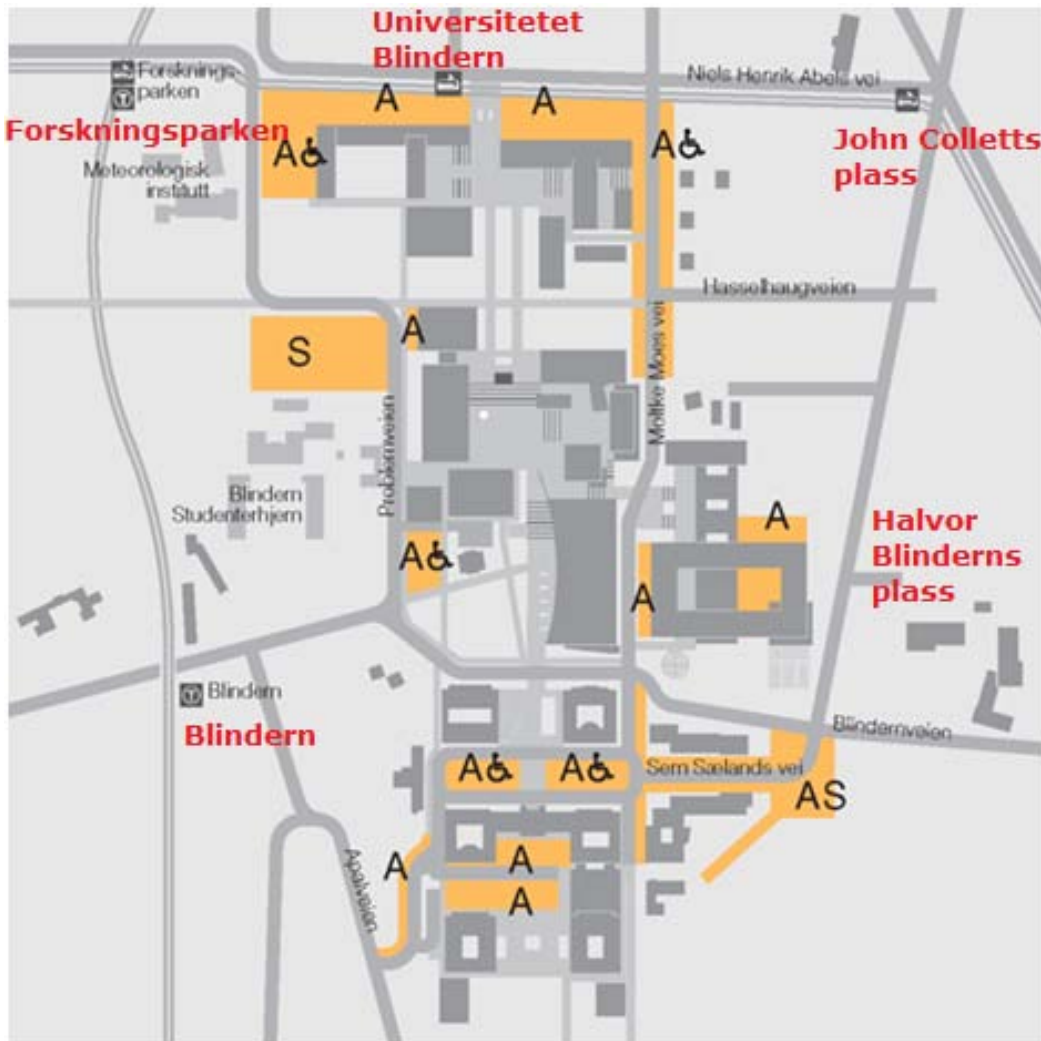 Universitetet
Blindern
Forsknings-
parken
Niels Henrik Abels vei
A
A
Forskningsparken
John Colletts
plass
A
A
Meteorologisk
institutt
Hasselhaugveien
A
S
Moltke Moes vei
Problemveien
Blindern
Studenterhjem
A
Halvor
Blinderns
plass
A
A
Blindern
Blindern
Blindernveien
A
A
Sem Sælands vei
AS
Apalveien
A
A
A